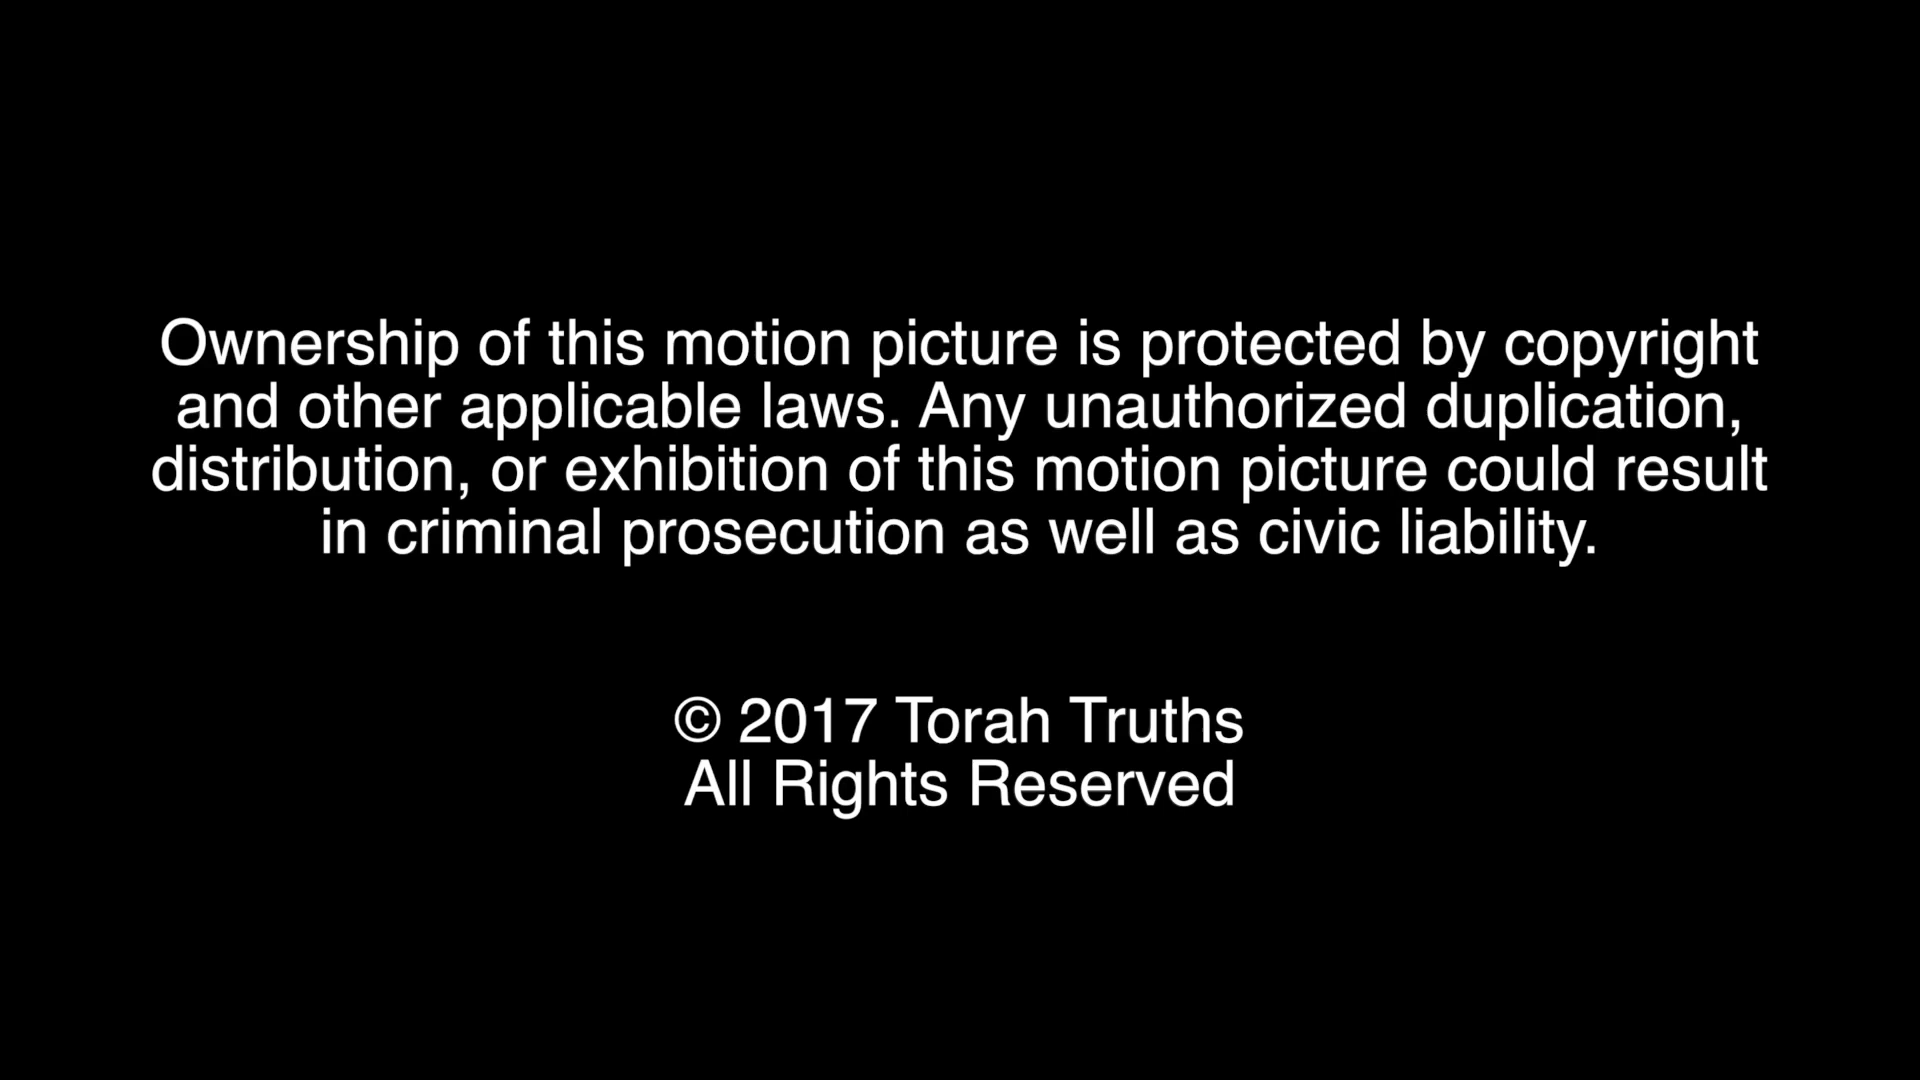 Ownership of this motion picture is protected by copyright
and other applicable laws. Any unauthorized duplication,
distribution, or exhibition of this motion picture could result
in criminal prosecution as well as civic liability.
© 2017 Torah Truths
All Rights Reserved